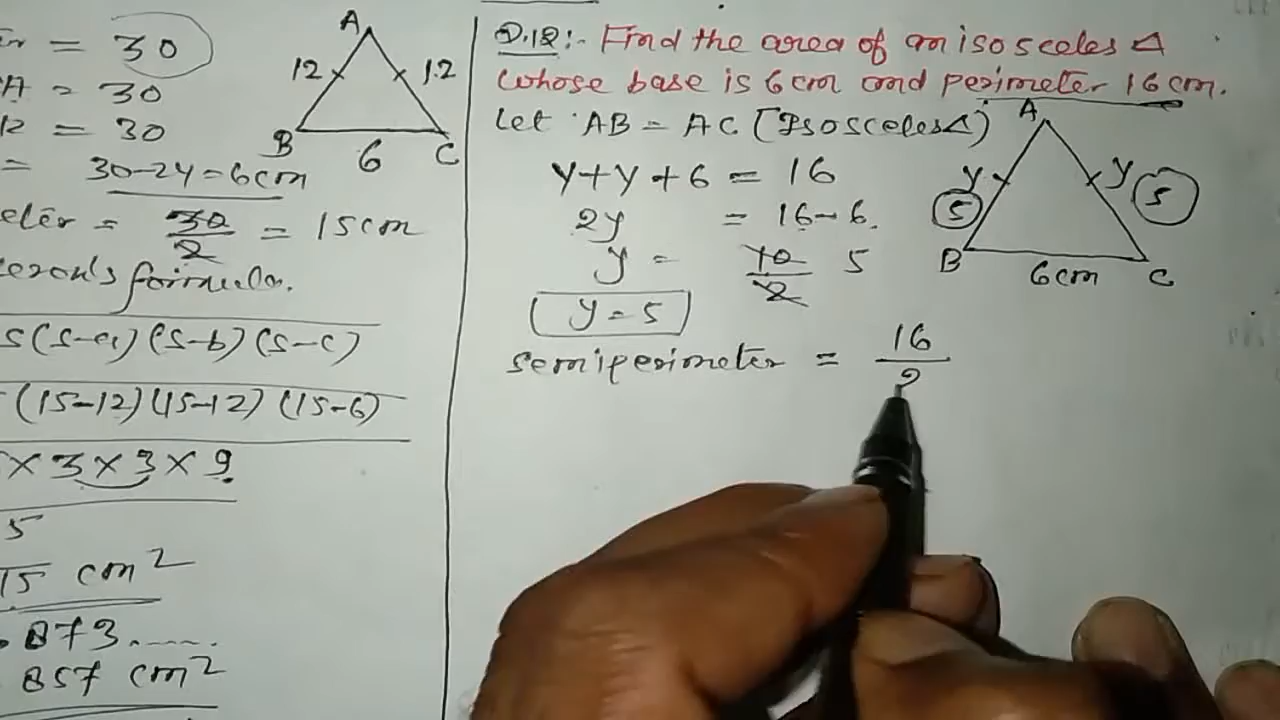 = 30
A = 30
= 30
= 30-24=6cm
= 30/2 = 15cm
formula.
s(s-a)(s-b)(s-c)
(15-12)(15-12)(15-6)
×3×3×9
5
15 cm²
.873.....
857 cm²
A
12
12
B
6
C
Q.12:- Find the area of an isosceles Δ
whose base is 6cm and perimeter 16cm.
Let AB = AC [Isosceles Δ)
y+y+6 = 16
2y = 16-6.
y = 10/2 5
y=5
semiperimeter = 16/2
A
y
y
5
5
B
6cm
C